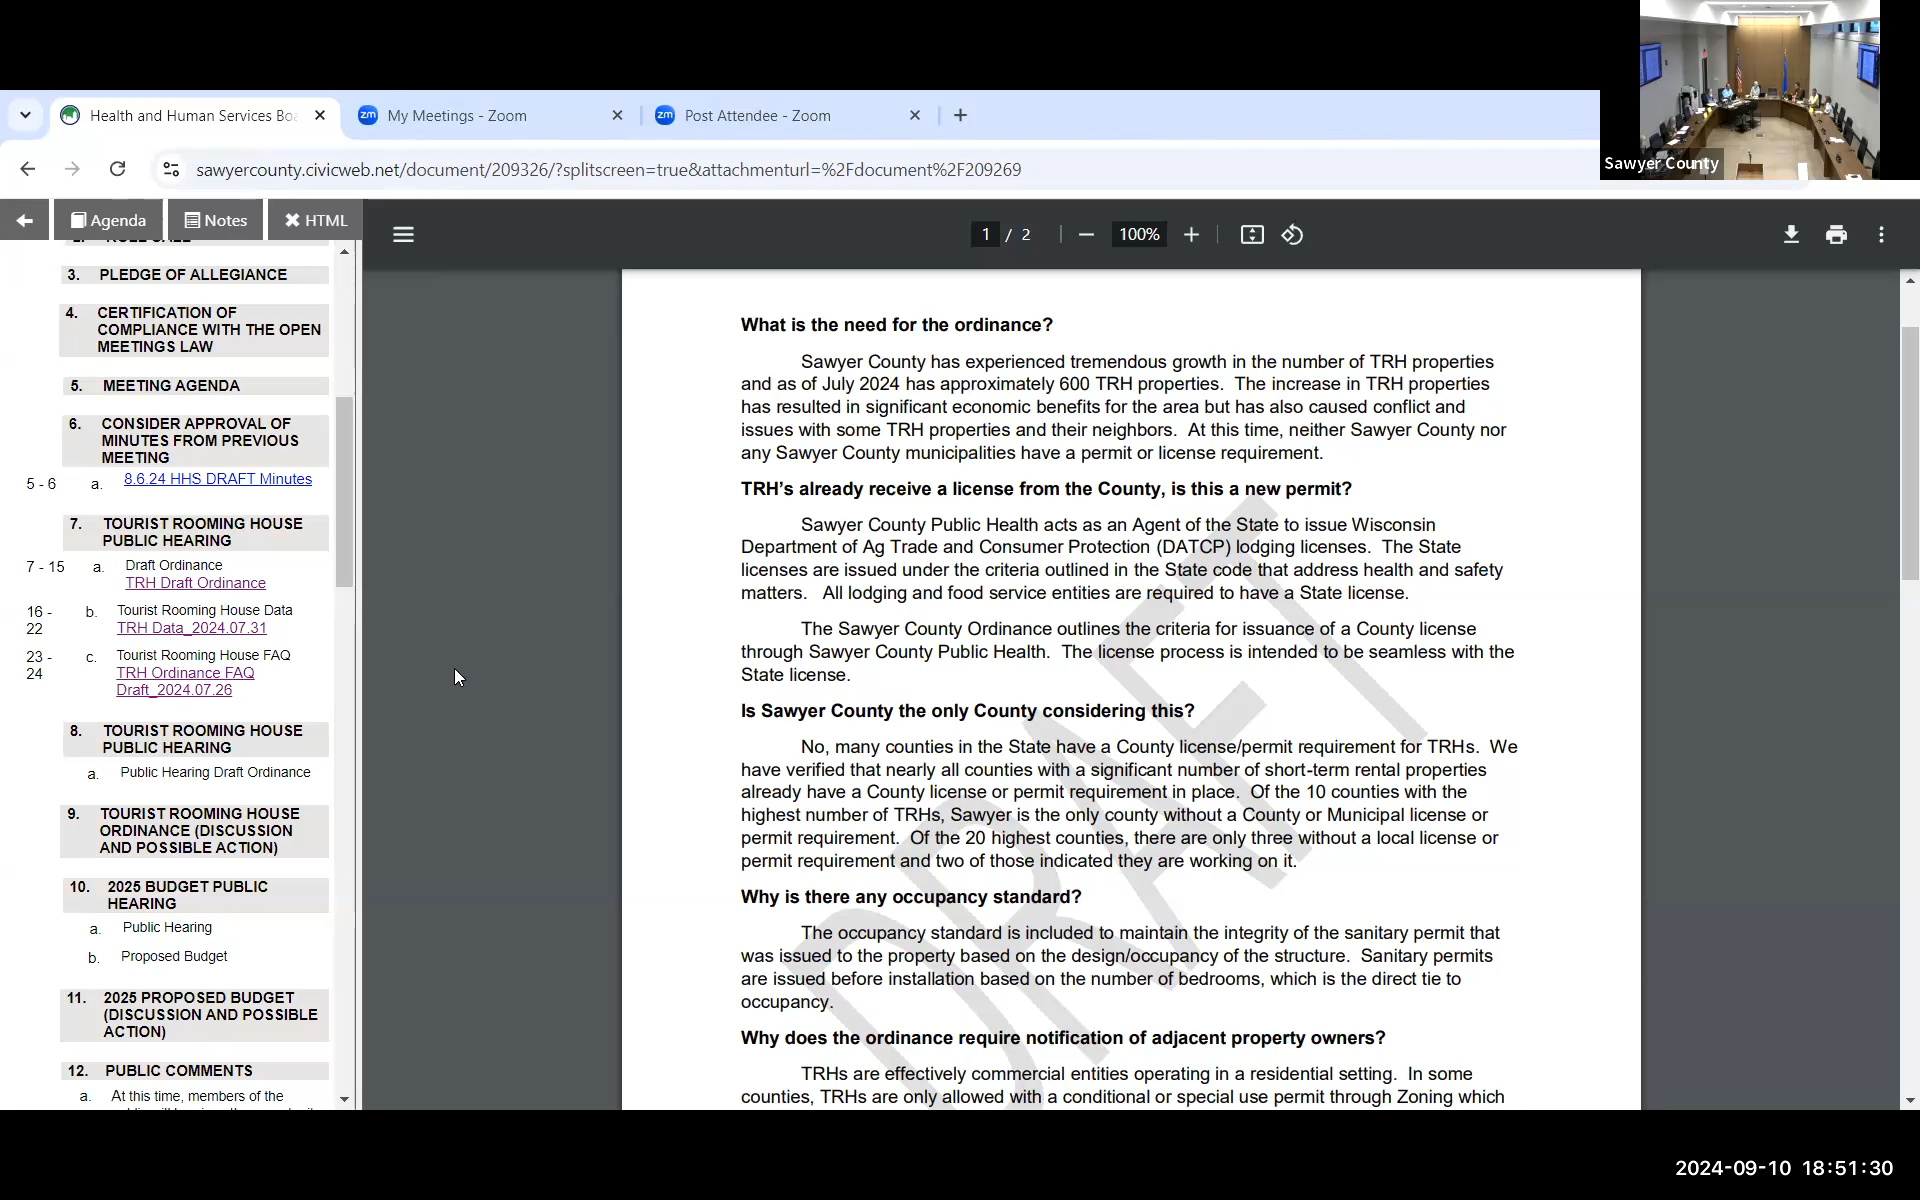 Sawyer County
Health and Human Services Boa
My Meetings - Zoom
Post Attendee - Zoom
sawyercounty.civicweb.net/document/209326/?splitscreen=true&attachmenturl=%2Fdocument%2F209269
Agenda
Notes
HTML
1 / 2
100%
3. PLEDGE OF ALLEGIANCE
4. CERTIFICATION OF
COMPLIANCE WITH THE OPEN
MEETINGS LAW
5. MEETING AGENDA
6. CONSIDER APPROVAL OF
MINUTES FROM PREVIOUS
MEETING
5 - 6 a. 8.6.24 HHS DRAFT Minutes
7. TOURIST ROOMING HOUSE
PUBLIC HEARING
7 - 15 a. Draft Ordinance
TRH Draft Ordinance
16 - 22 b. Tourist Rooming House Data
TRH Data_2024.07.31
23 - 24 c. Tourist Rooming House FAQ
TRH Ordinance FAQ
Draft_2024.07.26
8. TOURIST ROOMING HOUSE
PUBLIC HEARING
a. Public Hearing Draft Ordinance
9. TOURIST ROOMING HOUSE
ORDINANCE (DISCUSSION
AND POSSIBLE ACTION)
10. 2025 BUDGET PUBLIC
HEARING
a. Public Hearing
b. Proposed Budget
11. 2025 PROPOSED BUDGET
(DISCUSSION AND POSSIBLE
ACTION)
12. PUBLIC COMMENTS
a. At this time, members of the
What is the need for the ordinance?
Sawyer County has experienced tremendous growth in the number of TRH properties
and as of July 2024 has approximately 600 TRH properties. The increase in TRH properties
has resulted in significant economic benefits for the area but has also caused conflict and
issues with some TRH properties and their neighbors. At this time, neither Sawyer County nor
any Sawyer County municipalities have a permit or license requirement.
TRH's already receive a license from the County, is this a new permit?
Sawyer County Public Health acts as an Agent of the State to issue Wisconsin
Department of Ag Trade and Consumer Protection (DATCP) lodging licenses. The State
licenses are issued under the criteria outlined in the State code that address health and safety
matters. All lodging and food service entities are required to have a State license.
The Sawyer County Ordinance outlines the criteria for issuance of a County license
through Sawyer County Public Health. The license process is intended to be seamless with the
State license.
Is Sawyer County the only County considering this?
No, many counties in the State have a County license/permit requirement for TRHs. We
have verified that nearly all counties with a significant number of short-term rental properties
already have a County license or permit requirement in place. Of the 10 counties with the
highest number of TRHs, Sawyer is the only county without a County or Municipal license or
permit requirement. Of the 20 highest counties, there are only three without a local license or
permit requirement and two of those indicated they are working on it.
Why is there any occupancy standard?
The occupancy standard is included to maintain the integrity of the sanitary permit that
was issued to the property based on the design/occupancy of the structure. Sanitary permits
are issued before installation based on the number of bedrooms, which is the direct tie to
occupancy.
Why does the ordinance require notification of adjacent property owners?
TRHs are effectively commercial entities operating in a residential setting. In some
counties, TRHs are only allowed with a conditional or special use permit through Zoning which
DRAFT
2024-09-10 18:51:30